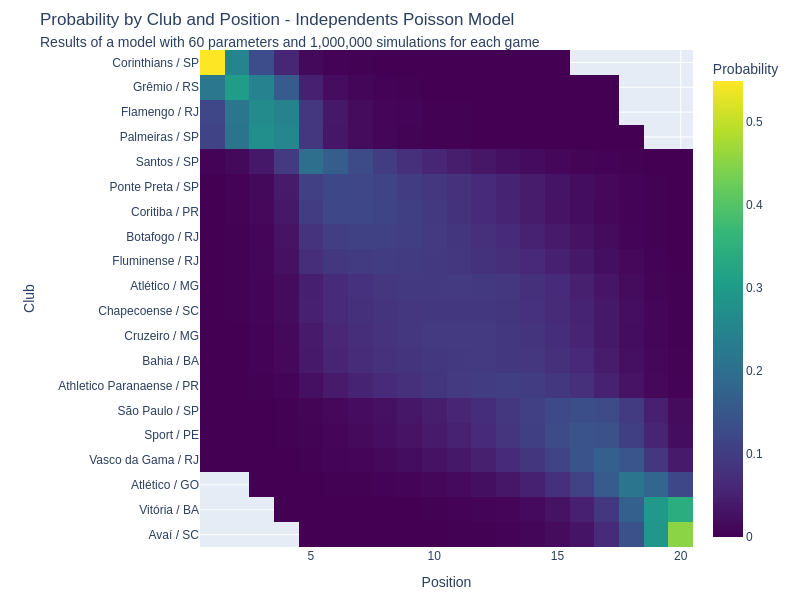 Probability by Club and Position - Independents Poisson Model
Results of a model with 60 parameters and 1,000,000 simulations for each game
Probability
Corinthians / SP
Grêmio / RS
Flamengo / RJ
Palmeiras / SP
Santos / SP
Ponte Preta / SP
Coritiba / PR
Botafogo / RJ
Fluminense / RJ
Atlético / MG
Chapecoense / SC
Cruzeiro / MG
Bahia / BA
Athletico Paranaense / PR
São Paulo / SP
Sport / PE
Vasco da Gama / RJ
Atlético / GO
Vitória / BA
Avaí / SC
Club
5
10
15
20
Position
0.5
0.4
0.3
0.2
0.1
0